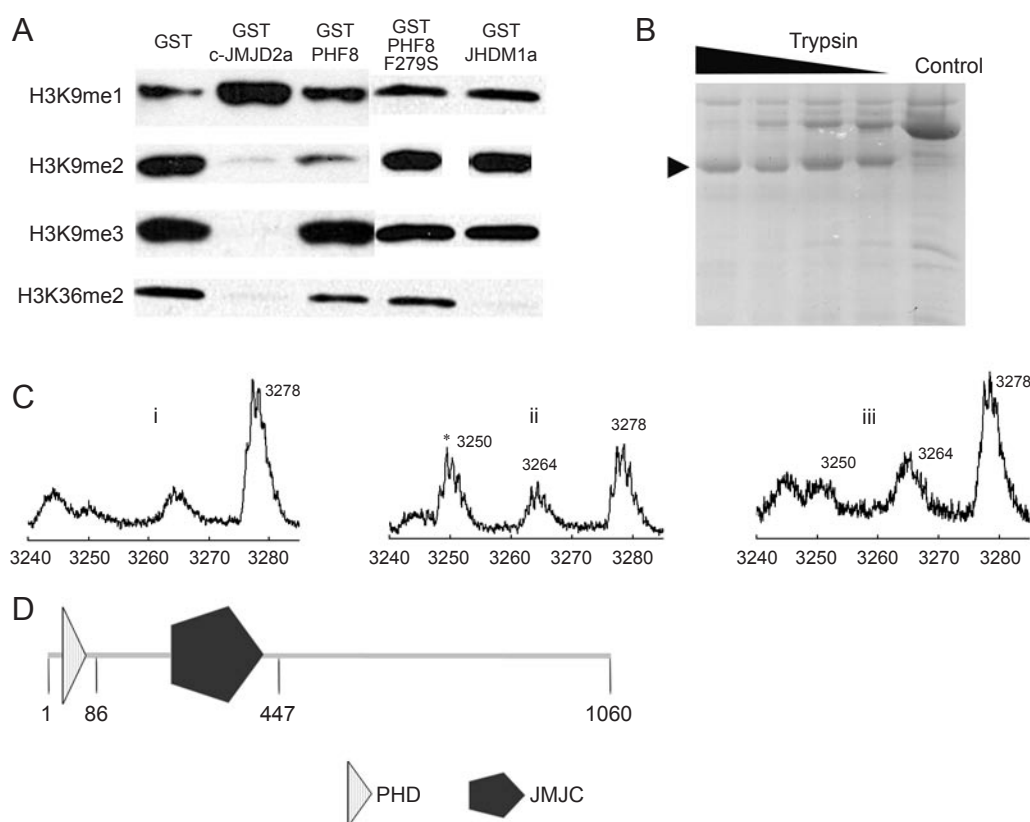 A
GST
GST
c-JMJD2a
GST
PHF8
GST
PHF8
F279S
GST
JHDM1a
H3K9me1
H3K9me2
H3K9me3
H3K36me2
B
Trypsin
Control
C
i
3278
3240 3250 3260 3270 3280
ii
*
3250
3264
3278
3240 3250 3260 3270 3280
iii
3250
3264
3278
3240 3250 3260 3270 3280
D
1 86 447 1060
PHD JMJC